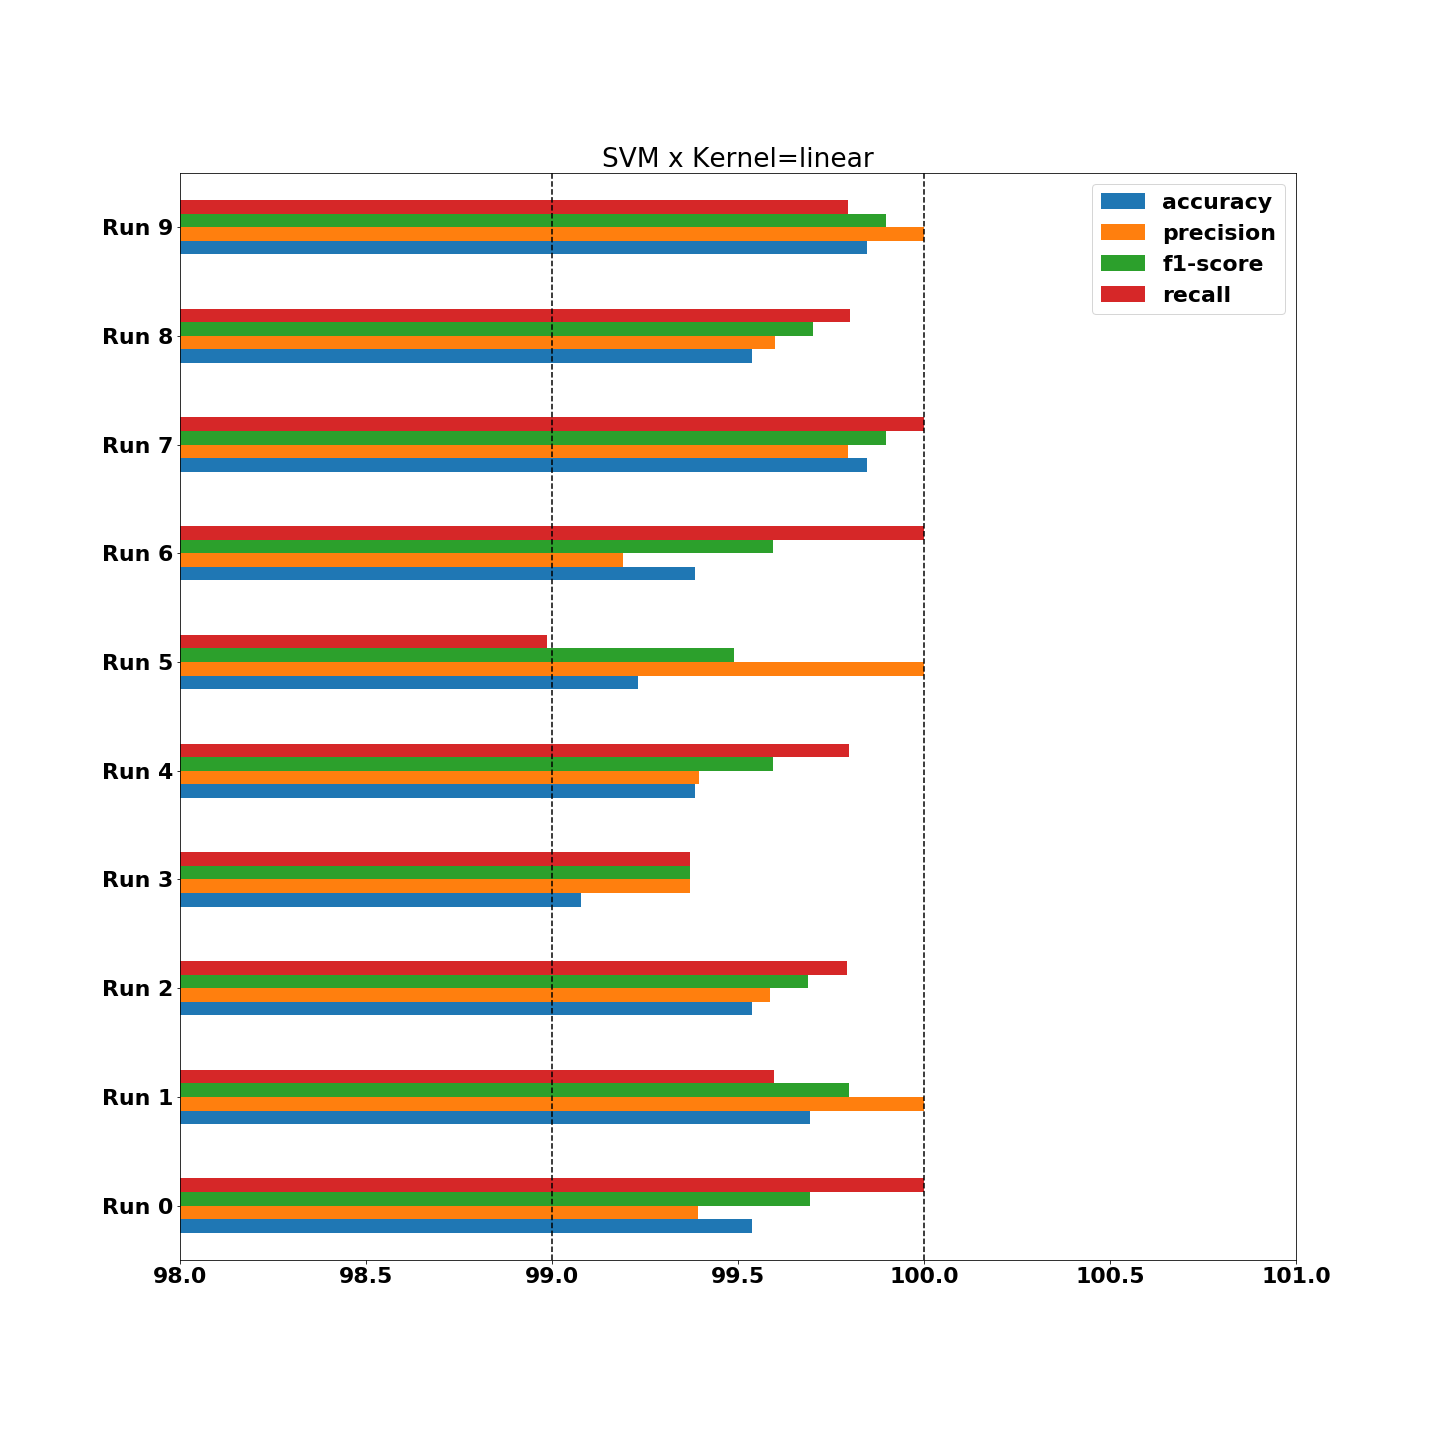 SVM x Kernel=linear
accuracy
precision
f1-score
recall
Run 9
Run 8
Run 7
Run 6
Run 5
Run 4
Run 3
Run 2
Run 1
Run 0
98.0 98.5 99.0 99.5 100.0 100.5 101.0